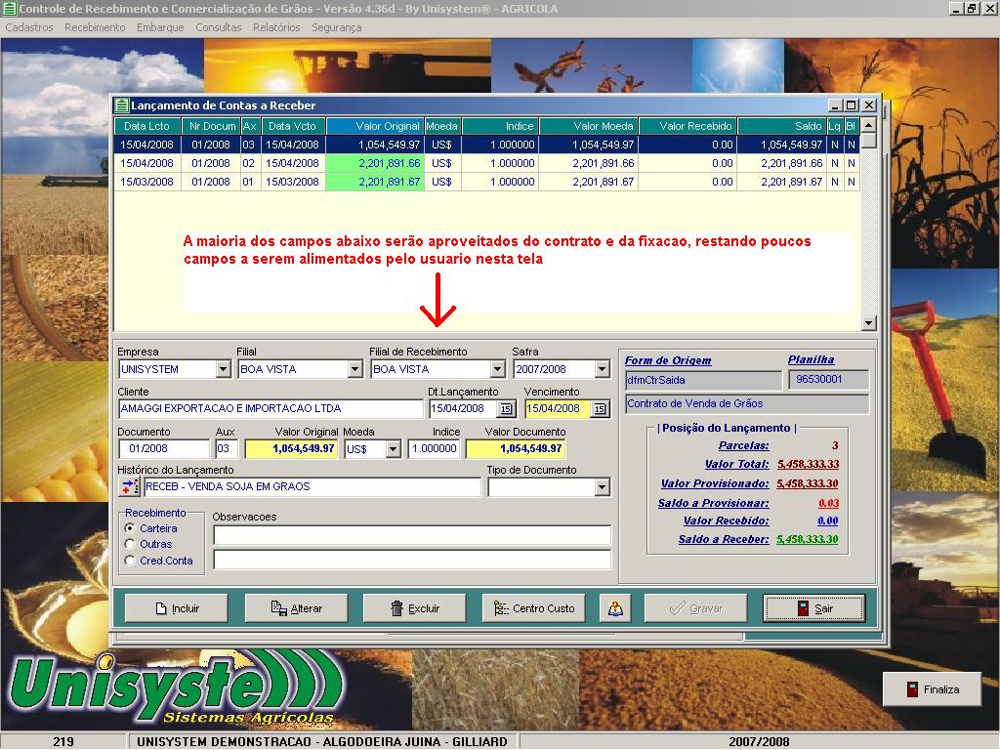 Controle de Recebimento e Comercialização de Grãos - Versão 4.36d - By Unisystem® - AGRICOLA
Cadastros Recebimento Embarque Consultas Relatórios Segurança
Lançamento de Contas a Receber
Data Lcto Nr.Docum Ax Data Vcto Valor Original Moeda Indice Valor Moeda Valor Recebido Saldo Lq Bl
15/04/2008 01/2008 03 15/04/2008 1,054,549.97 US$ 1.000000 1,054,549.97 0.00 1,054,549.97 N N
15/04/2008 01/2008 02 15/04/2008 2,201,891.66 US$ 1.000000 2,201,891.66 0.00 2,201,891.66 N N
15/03/2008 01/2008 01 15/03/2008 2,201,891.67 US$ 1.000000 2,201,891.67 0.00 2,201,891.67 N N
A maioria dos campos abaixo serão aproveitados do contrato e da fixacao, restando poucos
campos a serem alimentados pelo usuario nesta tela
Empresa Filial Filial de Recebimento Safra
UNISYSTEM BOA VISTA BOA VISTA 2007/2008
Cliente Dt.Lançamento Vencimento
AMAGGI EXPORTACAO E IMPORTACAO LTDA 15/04/2008 15 15/04/2008 15
Documento Aux Valor Original Moeda Indice Valor Documento
01/2008 03 1,054,549.97 US$ 1.000000 1,054,549.97
Histórico do Lançamento Tipo de Documento
RECEB - VENDA SOJA EM GRAOS
Recebimento
Carteira
Outras
Cred.Conta
Observacoes
Form de Origem Planilha
dfmCtrSaida 96530001
Contrato de Venda de Grãos
| Posição do Lançamento |
Parcelas: 3
Valor Total: 5,458,333.33
Valor Provisionado: 5,458,333.30
Saldo a Provisionar: 0.03
Valor Recebido: 0.00
Saldo a Receber: 5,458,333.30
Incluir Alterar Excluir Centro Custo Gravar Sair
Unisyste
Sistemas Agrícolas
Finaliza
219 UNISYSTEM DEMONSTRACAO - ALGODOEIRA JUINA - GILLIARD 2007/2008